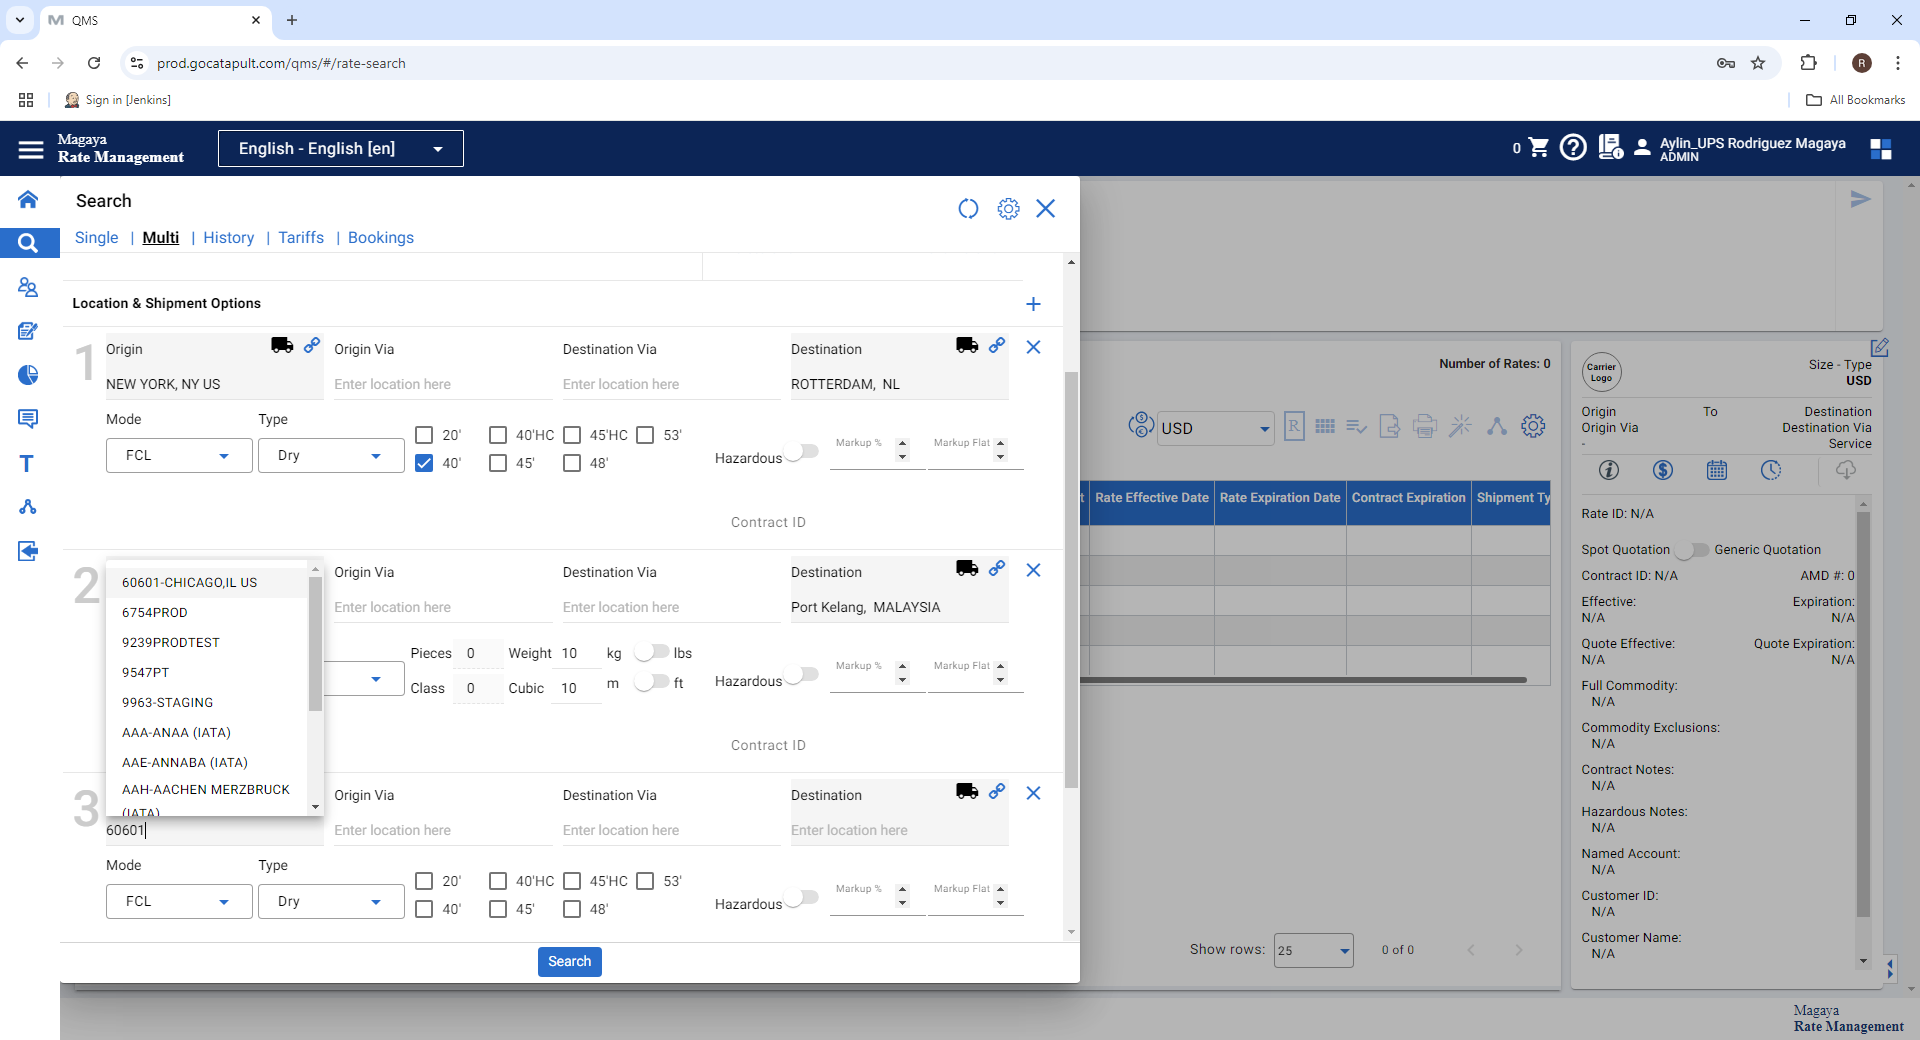 QMS
prod.gocatapult.com/qms/#/rate-search
R
Sign in [Jenkins]
All Bookmarks
Magaya
Rate Management
English - English [en]
0
Aylin_UPS Rodriguez Magaya
ADMIN
Search
Single | Multi | History | Tariffs | Bookings
Location & Shipment Options
1
Origin
NEW YORK, NY US
Origin Via
Enter location here
Destination Via
Enter location here
Destination
ROTTERDAM, NL
Mode
FCL
Type
Dry
20'
40'HC
45'HC
53'
40'
45'
48'
Hazardous
Markup %
Markup Flat
Contract ID
2
60601-CHICAGO,IL US
6754PROD
9239PRODTEST
9547PT
9963-STAGING
AAA-ANAA (IATA)
AAE-ANNABA (IATA)
AAH-AACHEN MERZBRUCK
(IATA)
Origin Via
Enter location here
Destination Via
Enter location here
Destination
Port Kelang, MALAYSIA
Pieces 0 Weight 10 kg lbs
Class 0 Cubic 10 m ft
Hazardous
Markup %
Markup Flat
Contract ID
3
60601
Origin Via
Enter location here
Destination Via
Enter location here
Destination
Enter location here
Mode
FCL
Type
Dry
20'
40'HC
45'HC
53'
40'
45'
48'
Hazardous
Markup %
Markup Flat
Search
Number of Rates: 0
USD
R
t
Rate Effective Date
Rate Expiration Date
Contract Expiration
Shipment Ty
Show rows: 25
0 of 0
Carrier
Logo
Size - Type
USD
Origin To Destination
Origin Via Destination Via
- Service
Rate ID: N/A
Spot Quotation Generic Quotation
Contract ID: N/A AMD #: 0
Effective: Expiration:
N/A N/A
Quote Effective: Quote Expiration:
N/A N/A
Full Commodity:
N/A
Commodity Exclusions:
N/A
Contract Notes:
N/A
Hazardous Notes:
N/A
Named Account:
N/A
Customer ID:
N/A
Customer Name:
N/A
Magaya
Rate Management